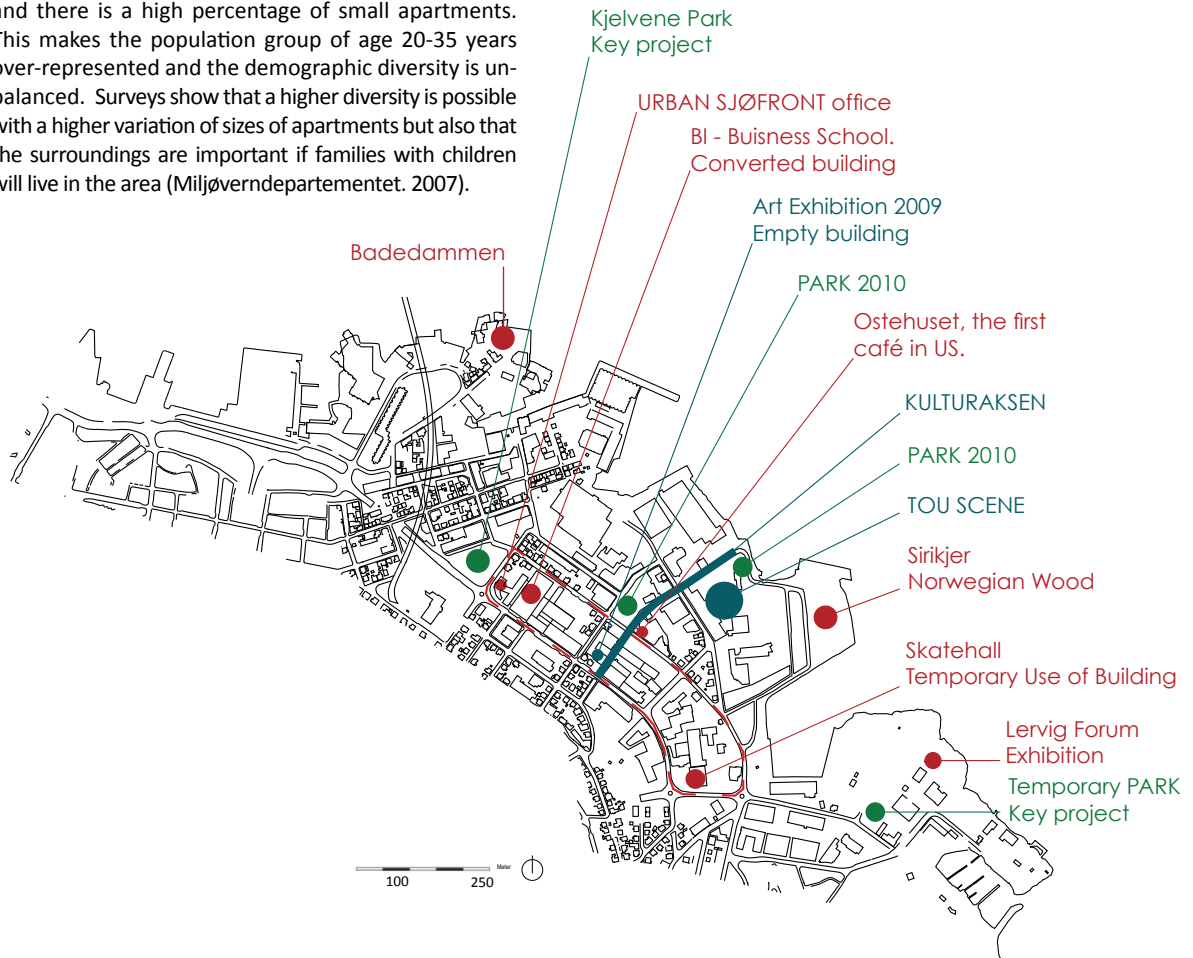 and there is a high percentage of small apartments.
This makes the population group of age 20-35 years
over-represented and the demographic diversity is un-
balanced. Surveys show that a higher diversity is possible
with a higher variation of sizes of apartments but also that
the surroundings are important if families with children
will live in the area (Miljøverndepartementet. 2007).
Kjelvene Park
Key project
URBAN SJØFRONT office
BI - Buisness School.
Converted building
Art Exhibition 2009
Empty building
Badedammen
PARK 2010
Ostehuset, the first
café in US.
KULTURAKSEN
PARK 2010
TOU SCENE
Sirikjer
Norwegian Wood
Skatehall
Temporary Use of Building
Lervig Forum
Exhibition
Temporary PARK
Key project
Meter
100 250